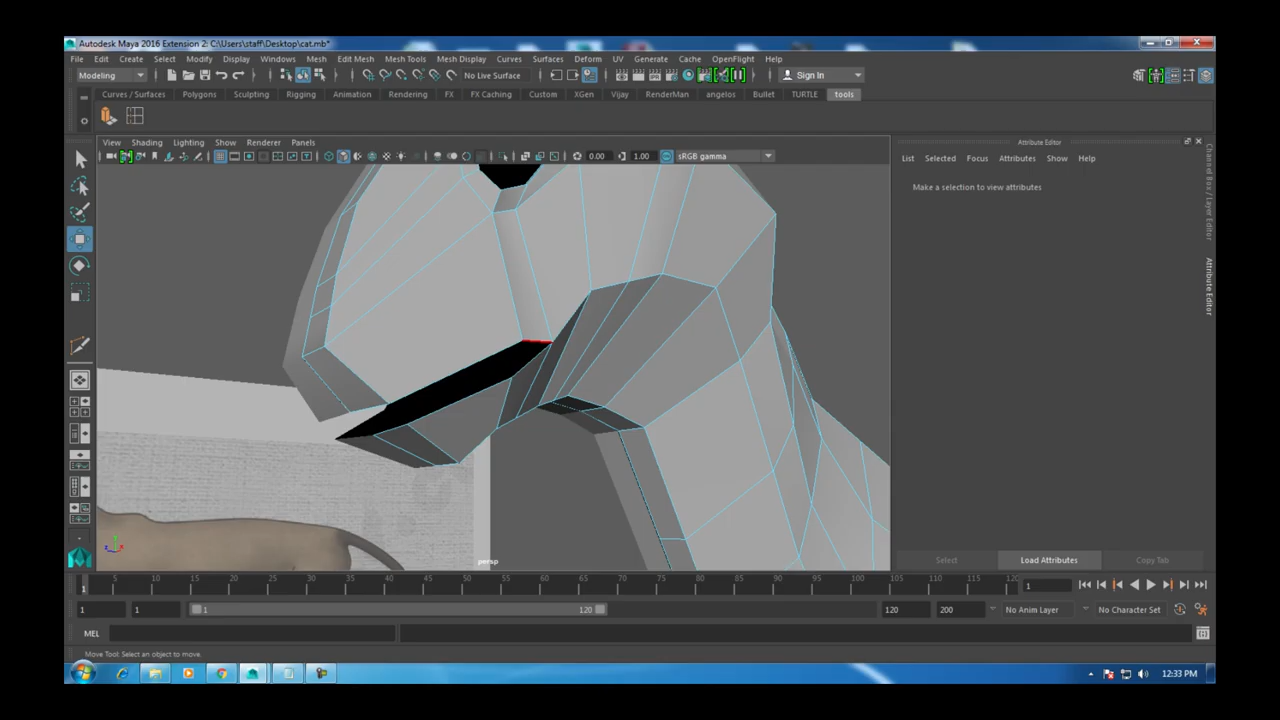 Autodesk Maya 2016 Extension 2: C:\Users\staff\Desktop\cat.mb*
File Edit Create Select Modify Display Windows Mesh Edit Mesh Mesh Tools Mesh Display Curves Surfaces Deform UV Generate Cache OpenFlight Help
Modeling No Live Surface Sign In
Curves / Surfaces Polygons Sculpting Rigging Animation Rendering FX FX Caching Custom XGen Vijay RenderMan angelos Bullet TURTLE tools
View Shading Lighting Show Renderer Panels
0.00 1.00 sRGB gamma
Attribute Editor
List Selected Focus Attributes Show Help
Make a selection to view attributes
Channel Box / Layer Editor
Attribute Editor
persp
Select Load Attributes Copy Tab
5 10 15 20 25 30 35 40 45 50 55 60 65 70 75 80 85 90 95 100 105 110 115 120
1 1
1 1 1 120 120 200 No Anim Layer No Character Set
MEL
Move Tool: Select an object to move.
12:33 PM